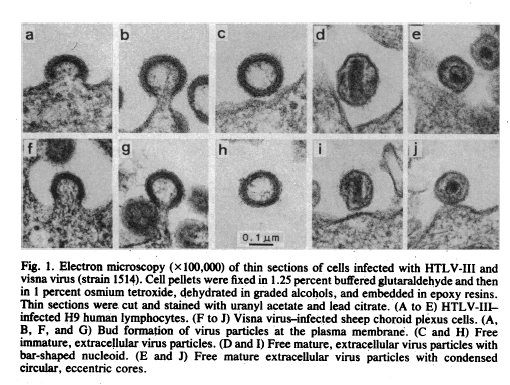 a b c d e
f g h i j
0.1 µm
Fig. 1. Electron microscopy (×100,000) of thin sections of cells infected with HTLV-III and
visna virus (strain 1514). Cell pellets were fixed in 1.25 percent buffered glutaraldehyde and then
in 1 percent osmium tetroxide, dehydrated in graded alcohols, and embedded in epoxy resins.
Thin sections were cut and stained with uranyl acetate and lead citrate. (A to E) HTLV-III–
infected H9 human lymphocytes. (F to J) Visna virus–infected sheep choroid plexus cells. (A,
B, F, and G) Bud formation of virus particles at the plasma membrane. (C and H) Free
immature, extracellular virus particles. (D and I) Free mature, extracellular virus particles with
bar-shaped nucleoid. (E and J) Free mature extracellular virus particles with condensed
circular, eccentric cores.